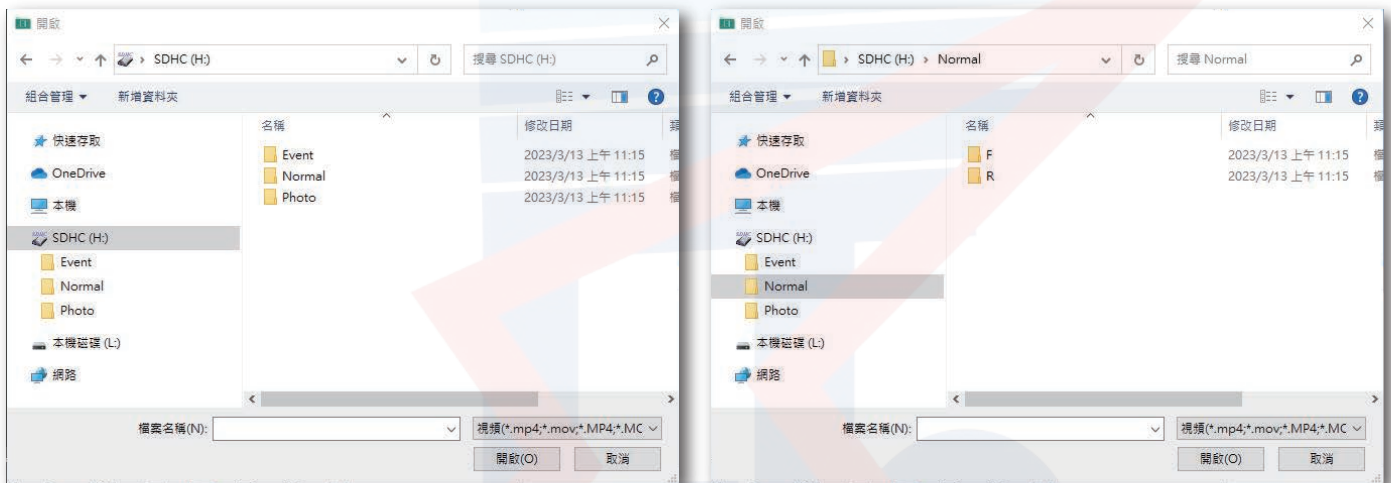 開啟
SDHC (H:)
搜尋 SDHC (H:)
組合管理
新增資料夾
名稱
修改日期
類
快速存取
OneDrive
本機
SDHC (H:)
Event
Normal
Photo
本機磁碟 (L:)
網路
Event 2023/3/13 上午 11:15 檔
Normal 2023/3/13 上午 11:15 檔
Photo 2023/3/13 上午 11:15 檔
檔案名稱(N):
視頻(*.mp4;*.mov;*.MP4;*.MC
開啟(O)
取消
開啟
SDHC (H:) › Normal
搜尋 Normal
組合管理
新增資料夾
名稱
修改日期
類
快速存取
OneDrive
本機
SDHC (H:)
Event
Normal
Photo
本機磁碟 (L:)
網路
F 2023/3/13 上午 11:15 檔
R 2023/3/13 上午 11:15 檔
檔案名稱(N):
視頻(*.mp4;*.mov;*.MP4;*.MC
開啟(O)
取消